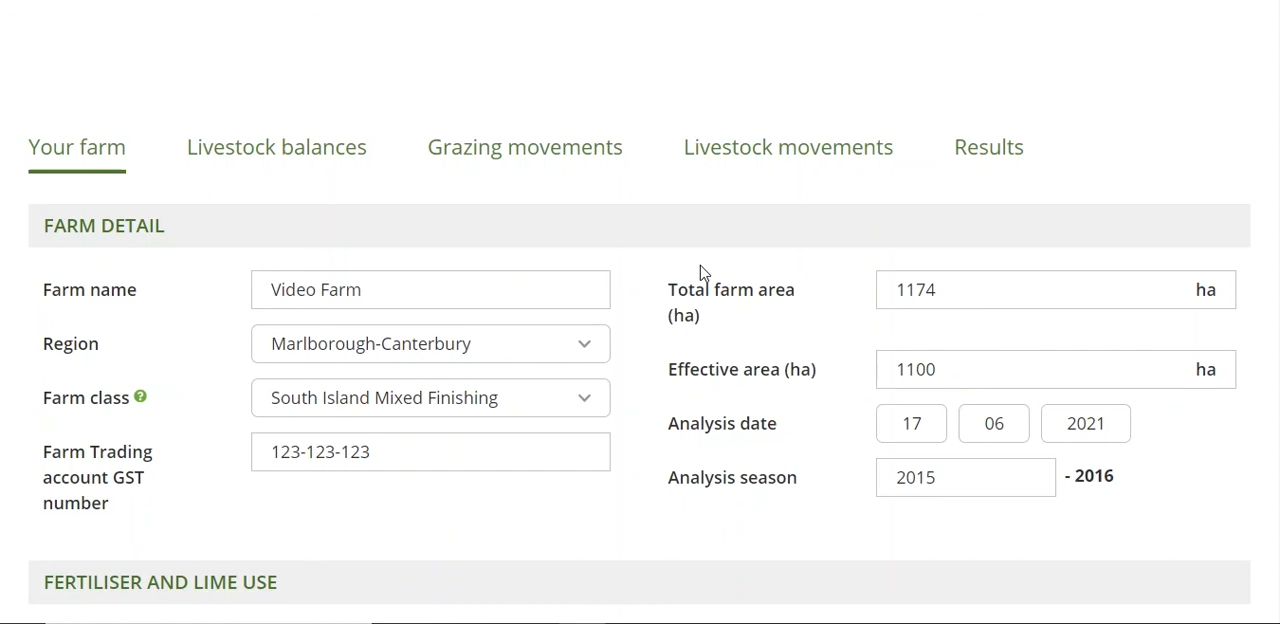 Your farm Livestock balances Grazing movements Livestock movements Results
FARM DETAIL
Farm name Video Farm
Region Marlborough-Canterbury
Farm class ? South Island Mixed Finishing
Farm Trading
account GST
number
123-123-123
Total farm area
(ha)
1174 ha
Effective area (ha) 1100 ha
Analysis date 17 06 2021
Analysis season 2015 - 2016
FERTILISER AND LIME USE